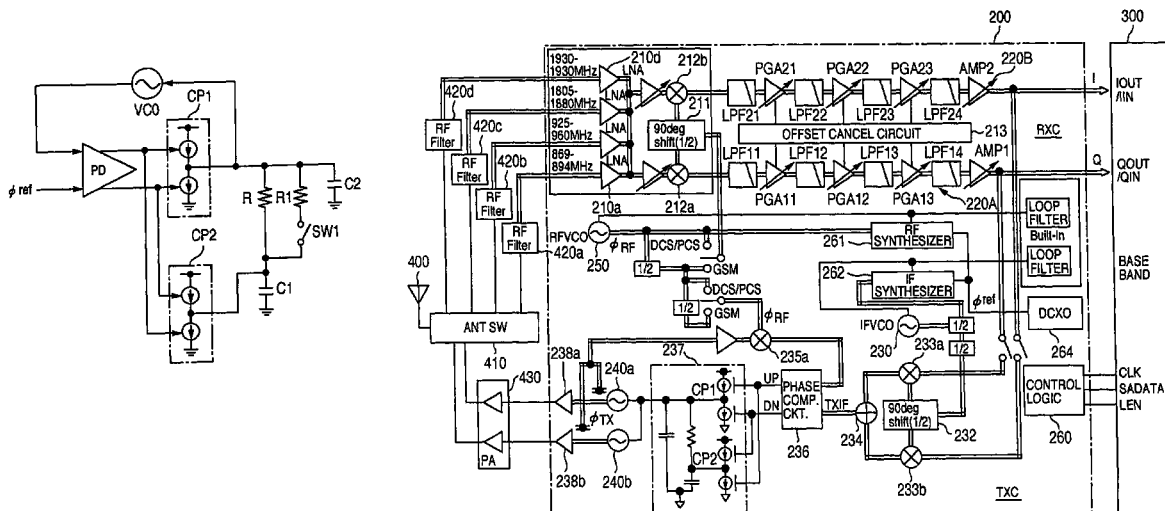 VCO
CP1
PD
φ ref
R
R1
C2
SW1
CP2
C1
200
300
1930-
1930MHz
210d
LNA
212b
PGA21
PGA22
PGA23
AMP2
220B
I
IOUT
/IIN
420d
1805-
1680MHz
211
LPF21
LPF22
LPF23
LPF24
RXC
RF
Filter
420c
LNA
925-
960MHz
90deg
shift(1/2)
OFFSET CANCEL CIRCUIT
213
RF
Filter
420b
LNA
869-
894MHz
LPF11
LPF12
LPF13
LPF14
AMP1
Q
QOUT
/QIN
RF
Filter
LNA
210a
212a
PGA11
PGA12
PGA13
220A
LOOP
FILTER
Built-In
LOOP
FILTER
RF
Filter
420a
RFVCO
250
φRF
DCS/PCS
261
RF
SYNTHESIZER
400
1/2
GSM
262
IF
SYNTHESIZER
BASE
BAND
DCS/PCS
1/2
GSM
φref
φRF
IFVCO
230
1/2
1/2
DCXO
264
ANT SW
410
237
235a
233a
430
238a
240a
CP1
UP
PHASE
COMP.
CKT.
236
CLK
SADATA
LEN
CONTROL
LOGIC
260
DN
TXIF
234
90deg
shift(1/2)
232
φTX
PA
238b
240b
CP2
233b
TXC